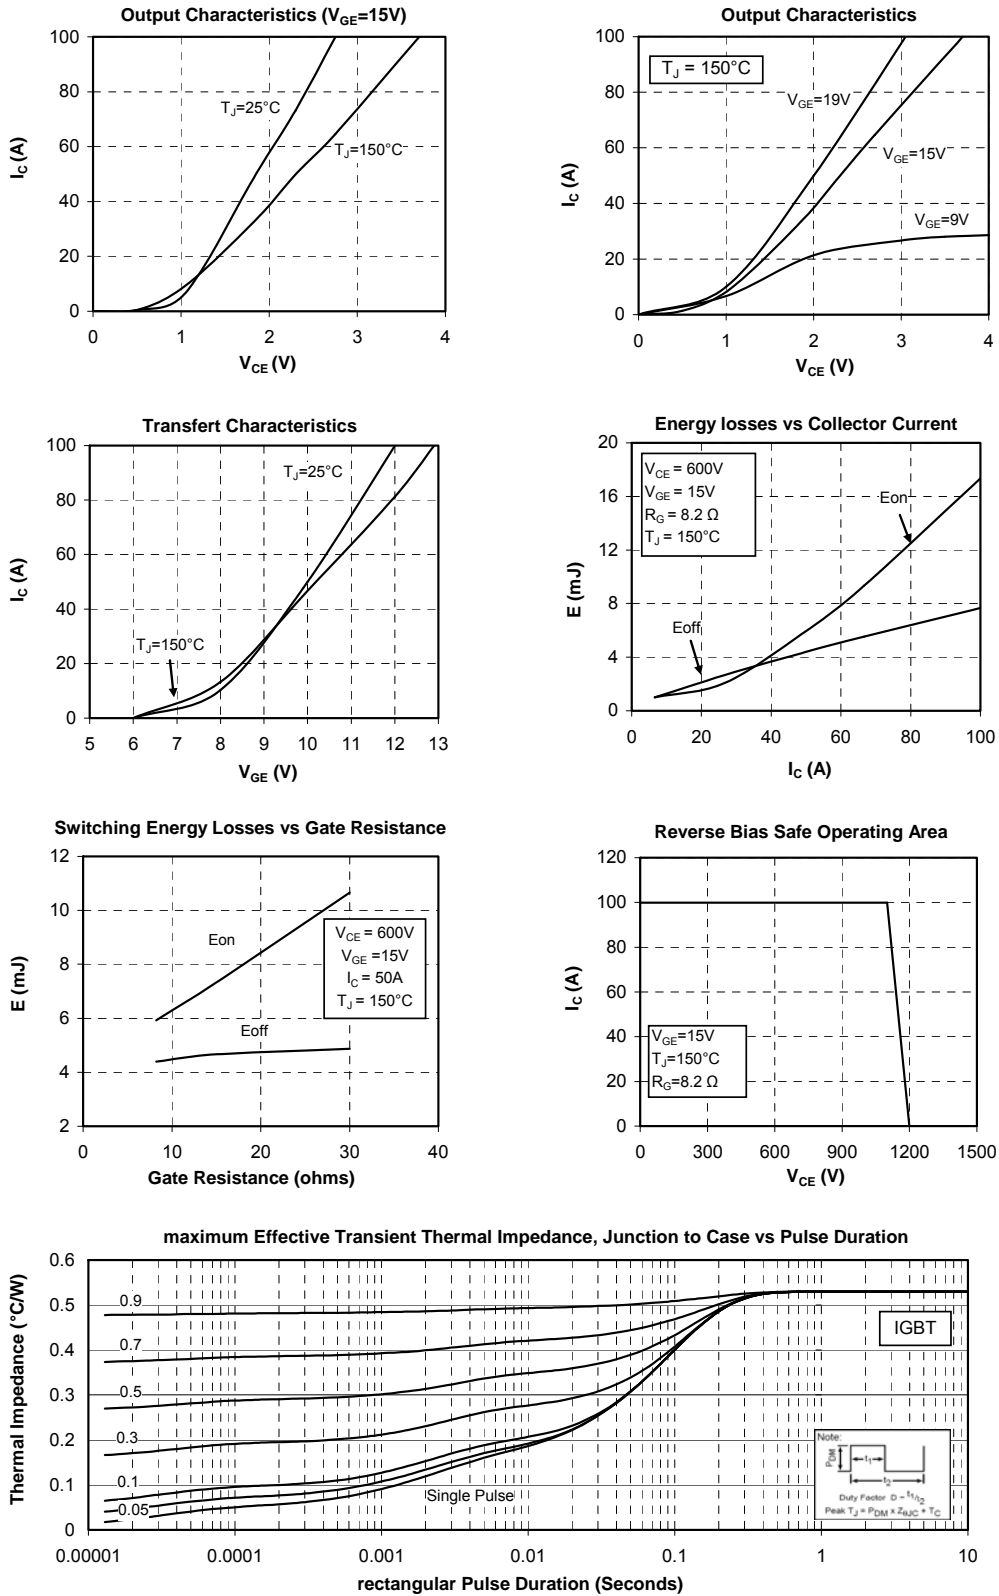 Output Characteristics (VGE=15V)
100
80
60
40
20
0
IC (A)
TJ=25°C
TJ=150°C
0 1 2 3 4
VCE (V)
Output Characteristics
100
80
60
40
20
0
IC (A)
TJ = 150°C
VGE=19V
VGE=15V
VGE=9V
0 1 2 3 4
VCE (V)
Transfert Characteristics
100
80
60
40
20
0
IC (A)
TJ=25°C
TJ=150°C
5 6 7 8 9 10 11 12 13
VGE (V)
Energy losses vs Collector Current
20
16
12
8
4
0
E (mJ)
VCE = 600V
VGE = 15V
RG = 8.2 Ω
TJ = 150°C
Eon
Eoff
0 20 40 60 80 100
IC (A)
Switching Energy Losses vs Gate Resistance
12
10
8
6
4
2
E (mJ)
Eon
VCE = 600V
VGE = 15V
IC = 50A
TJ = 150°C
Eoff
0 10 20 30 40
Gate Resistance (ohms)
Reverse Bias Safe Operating Area
120
100
80
60
40
20
0
IC (A)
VGE=15V
TJ=150°C
RG=8.2 Ω
0 300 600 900 1200 1500
VCE (V)
maximum Effective Transient Thermal Impedance, Junction to Case vs Pulse Duration
0.6
0.5
0.4
0.3
0.2
0.1
0
Thermal Impedance (°C/W)
0.9
0.7
0.5
0.3
0.1
0.05
Single Pulse
IGBT
Note:
PDM
t1
t2
Duty Factor D = t1/t2
Peak TJ = PDM x ZθJC + TC
0.00001 0.0001 0.001 0.01 0.1 1 10
rectangular Pulse Duration (Seconds)